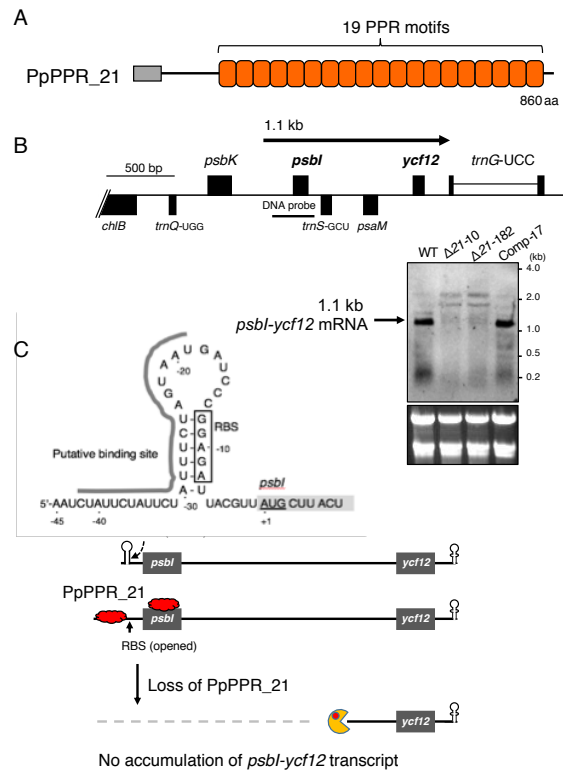 A
19 PPR motifs
PpPPR_21
860 aa
B
1.1 kb
500 bp
psbK
psbI
ycf12
trnG-UCC
DNA probe
chlB
trnQ-UGG
trnS-GCU
psaM
WT
Δ21-10
Δ21-182
Comp-17
(kb)
4.0
2.0
1.0
0.5
0.2
1.1 kb
psbI-ycf12 mRNA
C
A A U G A U C C C
U G A
-20
RBS
G G A G A U
-10
U C U U U A
Putative binding site
psbI
5'-AAUCUAUUCUAUUCU
-30
UACGUU AUG CUU ACU
-45
-40
+1
psbI
ycf12
PpPPR_21
psbI
ycf12
RBS (opened)
Loss of PpPPR_21
ycf12
No accumulation of psbI-ycf12 transcript